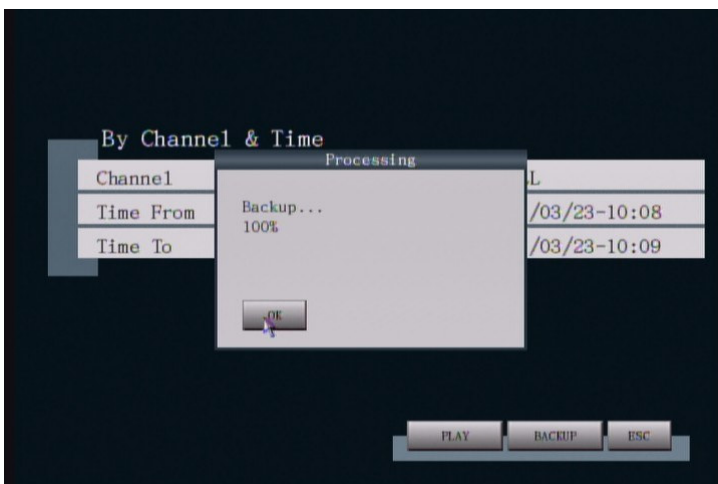 By Channel & Time
Processing
Channel
L
Time From
/03/23-10:08
Time To
/03/23-10:09
Backup...
100%
OK
PLAY
BACKUP
ESC